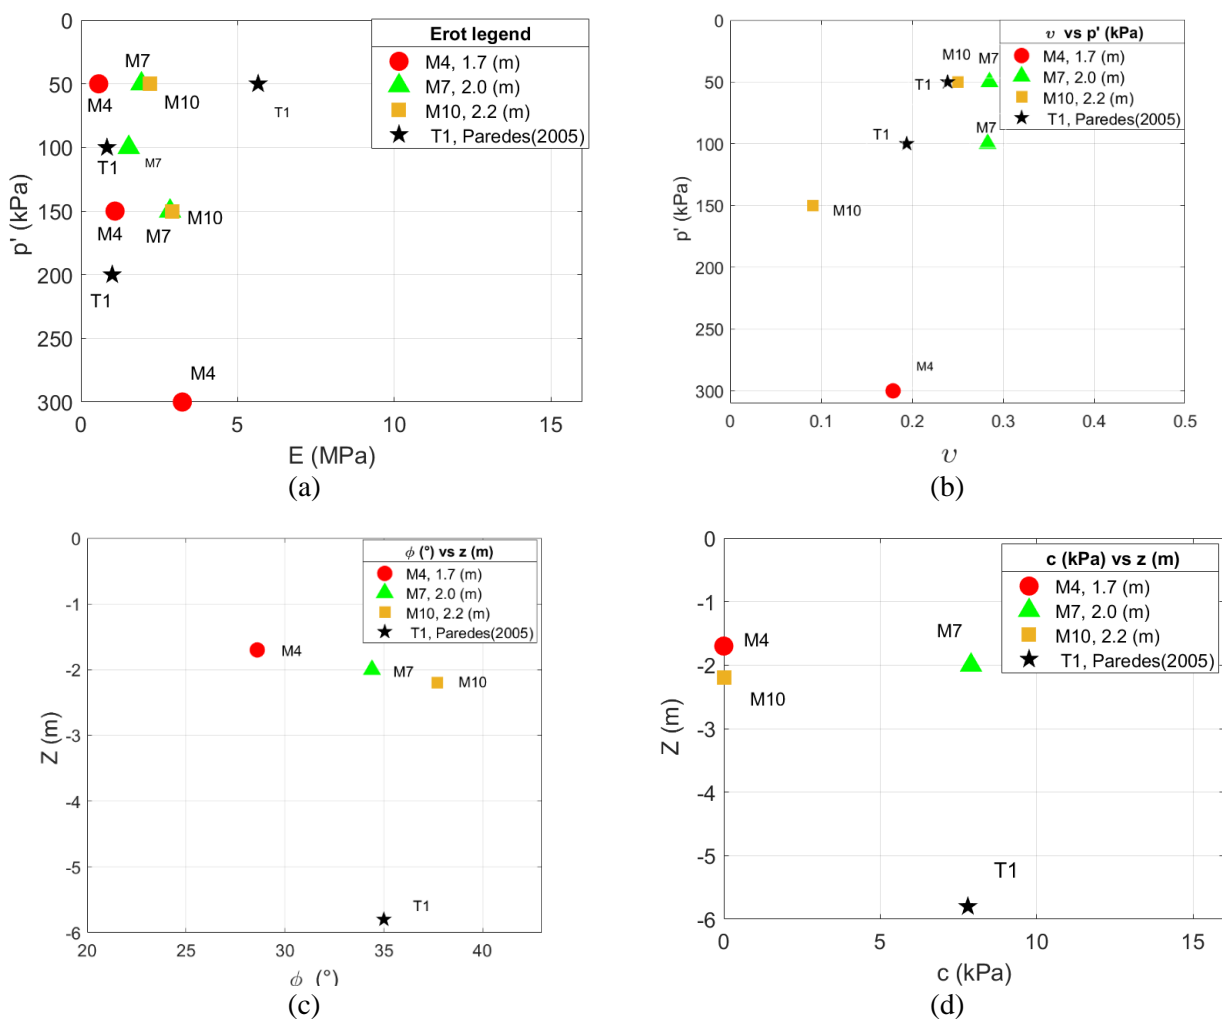 0
50
100
150
200
250
300
p' (kPa)
0
5
10
15
E (MPa)
Erot legend
M4, 1.7 (m)
M7, 2.0 (m)
M10, 2.2 (m)
T1, Paredes(2005)
M7
M4
M10
T1
T1
M7
M4
M7
M10
T1
M4
(a)
0
50
100
150
200
250
300
p' (kPa)
0
0.1
0.2
0.3
0.4
0.5
υ
υ vs p' (kPa)
M4, 1.7 (m)
M7, 2.0 (m)
M10, 2.2 (m)
T1, Paredes(2005)
M10
M7
T1
T1
M7
M10
M4
(b)
0
-1
-2
-3
-4
-5
-6
Z (m)
20
30
40
ϕ (°)
ϕ (°) vs z (m)
M4, 1.7 (m)
M7, 2.0 (m)
M10, 2.2 (m)
T1, Paredes(2005)
M4
M7
M10
T1
(c)
0
-1
-2
-3
-4
-5
-6
Z (m)
0
5
10
15
c (kPa)
c (kPa) vs z (m)
M4, 1.7 (m)
M7, 2.0 (m)
M10, 2.2 (m)
T1, Paredes(2005)
M4
M7
M10
T1
(d)